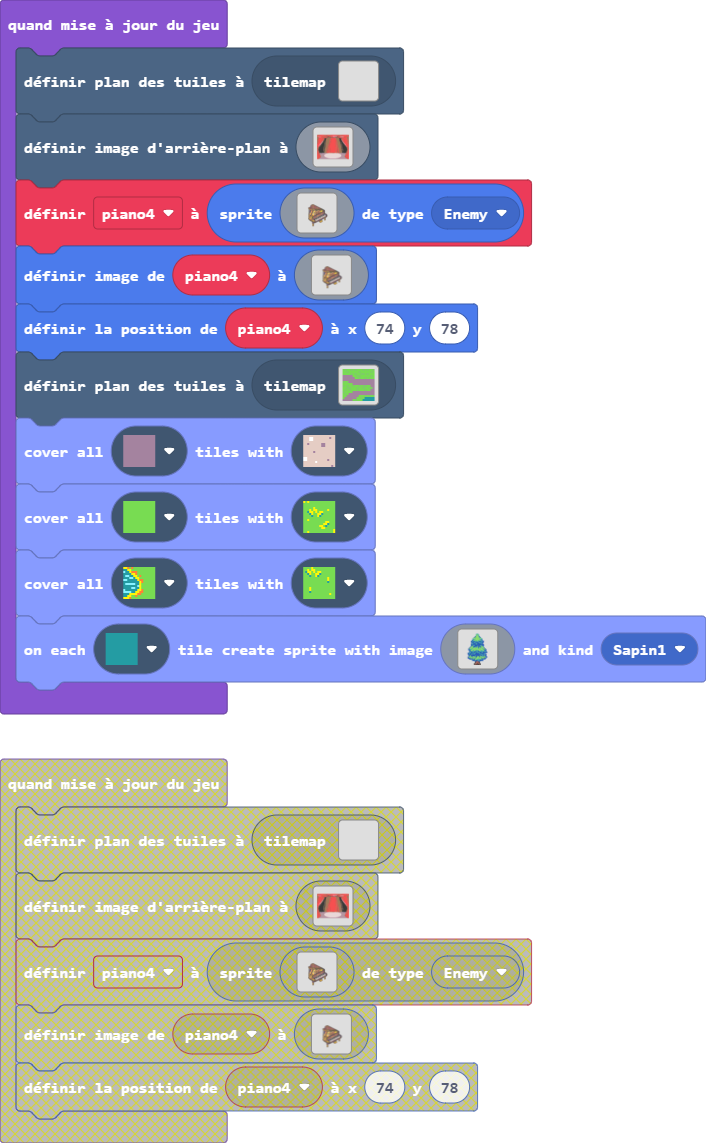 quand mise à jour du jeu
définir plan des tuiles à tilemap
définir image d'arrière-plan à
définir piano4 à sprite de type Enemy
définir image de piano4 à
définir la position de piano4 à x 74 y 78
définir plan des tuiles à tilemap
cover all tiles with
cover all tiles with
cover all tiles with
on each tile create sprite with image and kind Sapin1
quand mise à jour du jeu
définir plan des tuiles à tilemap
définir image d'arrière-plan à
définir piano4 à sprite de type Enemy
définir image de piano4 à
définir la position de piano4 à x 74 y 78